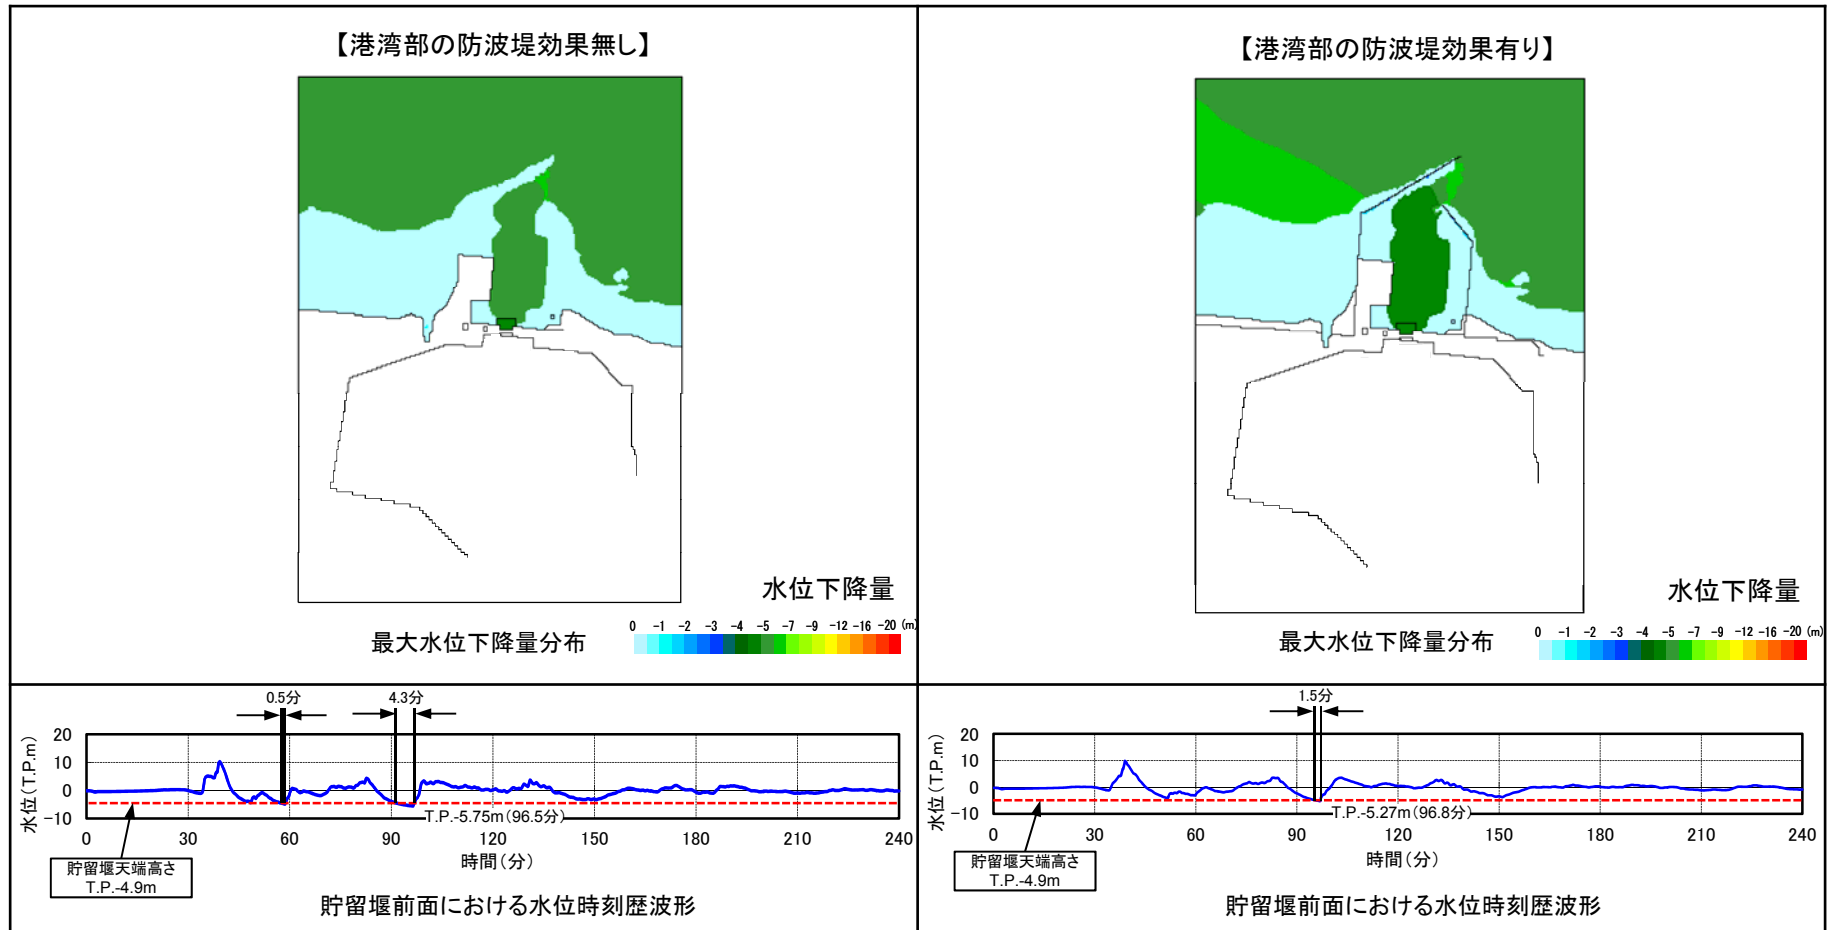 【港湾部の防波堤効果無し】
水位下降量
0 -1 -2 -3 -4 -5 -7 -9 -12 -16 -20 (m)
最大水位下降量分布
0.5分
4.3分
水位(T.P.m)
20
10
0
-10
0 30 60 90 120 150 180 210 240
T.P.-5.75m(96.5分)
時間(分)
貯留堰天端高さ
T.P.-4.9m
貯留堰前面における水位時刻歴波形
【港湾部の防波堤効果有り】
水位下降量
0 -1 -2 -3 -4 -5 -7 -9 -12 -16 -20 (m)
最大水位下降量分布
1.5分
水位(T.P.m)
20
10
0
-10
0 30 60 90 120 150 180 210 240
T.P.-5.27m(96.8分)
時間(分)
貯留堰天端高さ
T.P.-4.9m
貯留堰前面における水位時刻歴波形